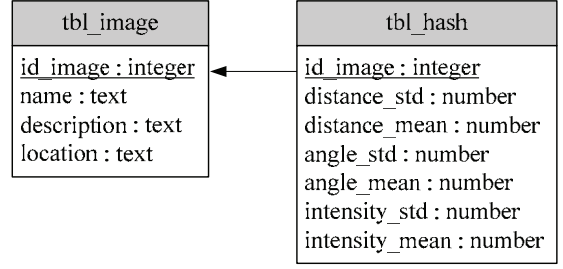 tbl_image
id_image : integer
name : text
description : text
location : text
tbl_hash
id_image : integer
distance_std : number
distance_mean : number
angle_std : number
angle_mean : number
intensity_std : number
intensity_mean : number